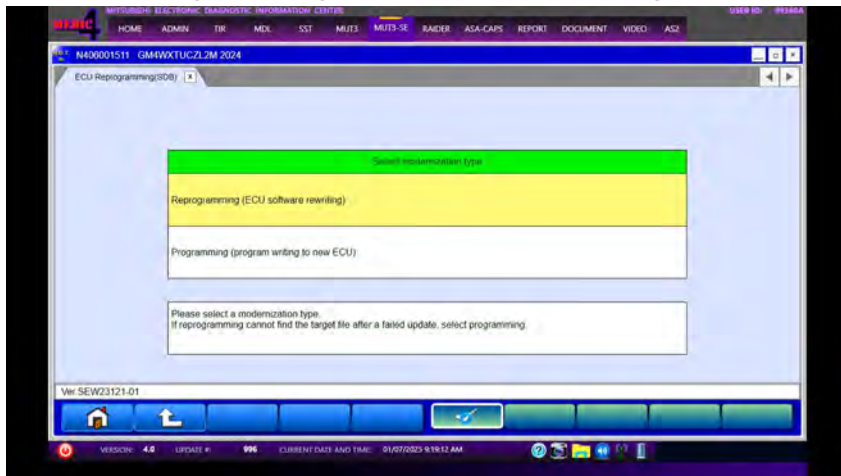 MITSUBISHI ELECTRONIC DIAGNOSTIC INFORMATION CENTER
MEDIC 4
HOME ADMIN TIR MDL SST MUT3 MUT3-SE RAIDER ASA-CAPS REPORT DOCUMENT VIDEO AS2
N406001511 GM4WXTUCZL2M 2024
ECU Reprogramming(SDB) X
Select modernization type
Reprogramming (ECU software rewriting)
Programming (program writing to new ECU)
Please select a modernization type.
If reprogramming cannot find the target file after a failed update, select programming.
Ver.SEW23121-01
VERSION: 4.0 UPDATE #: 996 CURRENT DATE AND TIME: 01/07/2025 9:19:12 AM